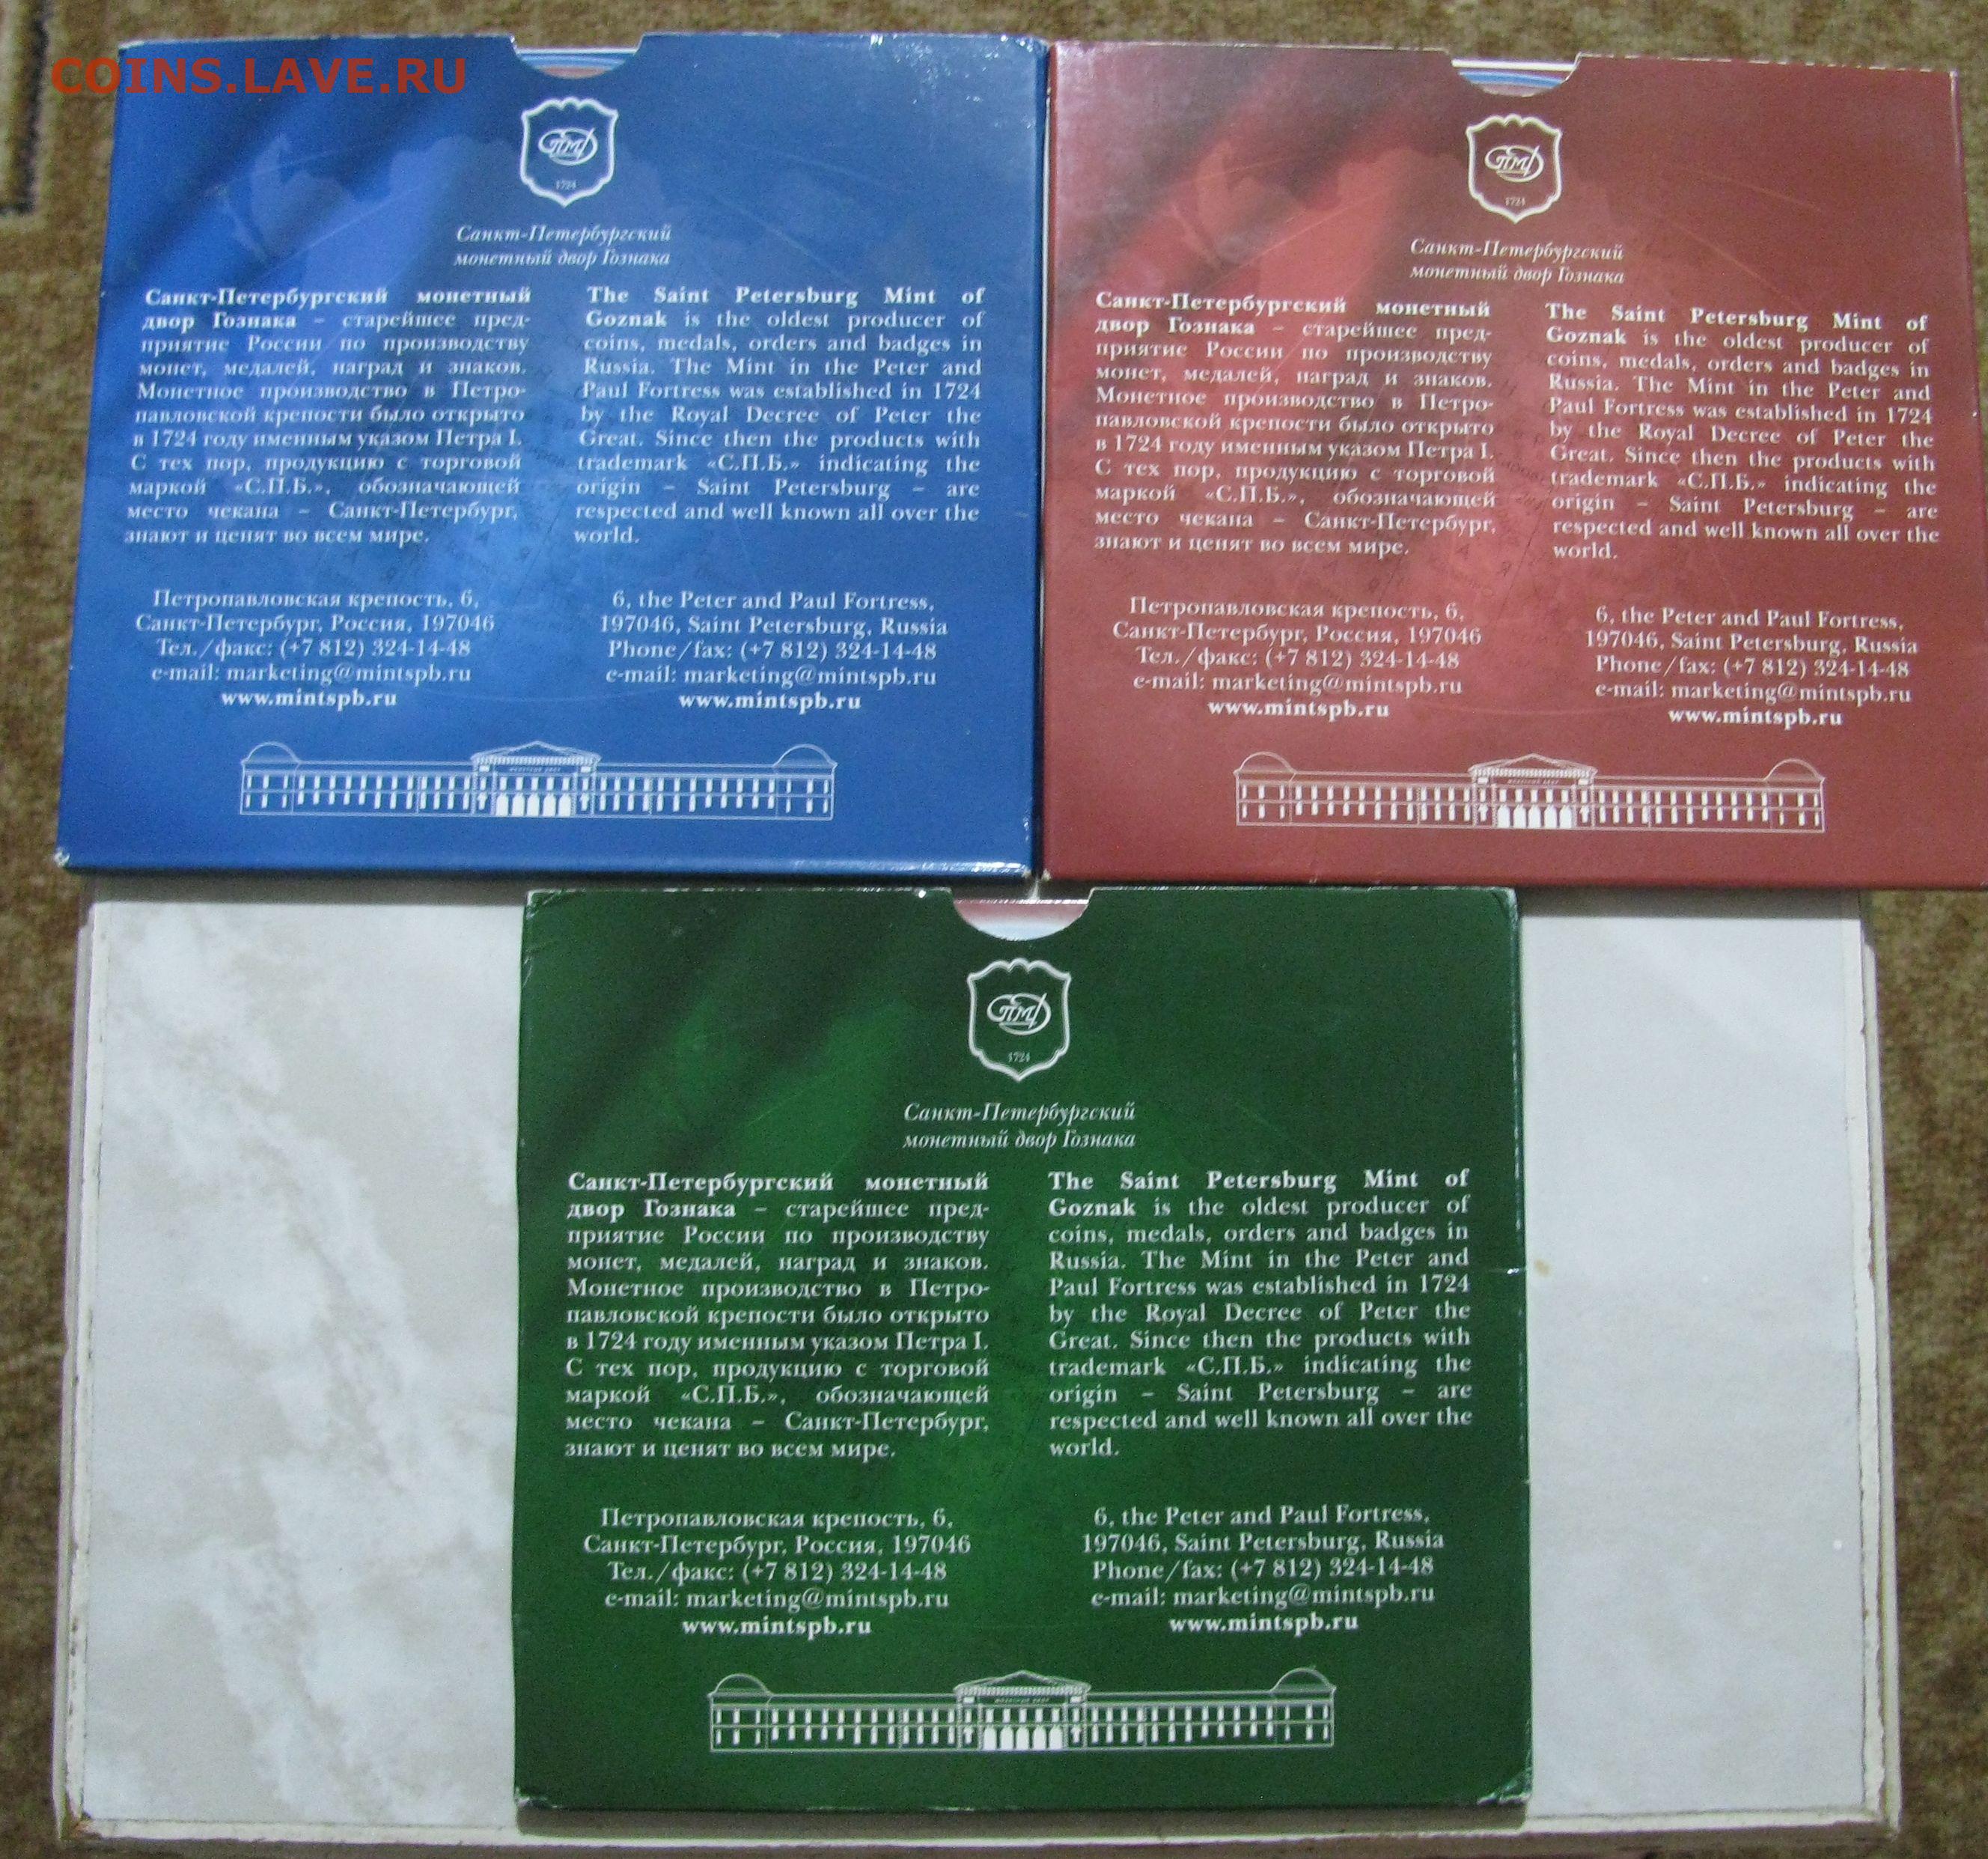 COINS.LAVE.RU
СПМД
1724
Санкт-Петербургский
монетный двор Гознака
Санкт-Петербургский монетный
двор Гознака – старейшее пред-
приятие России по производству
монет, медалей, наград и знаков.
Монетное производство в Петро-
павловской крепости было открыто
в 1724 году именным указом Петра I.
С тех пор, продукцию с торговой
маркой «С.П.Б.», обозначающей
место чекана – Санкт-Петербург,
знают и ценят во всем мире.
The Saint Petersburg Mint of
Goznak is the oldest producer of
coins, medals, orders and badges in
Russia. The Mint in the Peter and
Paul Fortress was established in 1724
by the Royal Decree of Peter the
Great. Since then the products with
trademark «С.П.Б.» indicating the
origin – Saint Petersburg – are
respected and well known all over the
world.
Петропавловская крепость, 6,
Санкт-Петербург, Россия, 197046
Тел./факс: (+7 812) 324-14-48
e-mail: marketing@mintspb.ru
www.mintspb.ru
6, the Peter and Paul Fortress,
197046, Saint Petersburg, Russia
Phone/fax: (+7 812) 324-14-48
e-mail: marketing@mintspb.ru
www.mintspb.ru
СПМД
1724
Санкт-Петербургский
монетный двор Гознака
Санкт-Петербургский монетный
двор Гознака – старейшее пред-
приятие России по производству
монет, медалей, наград и знаков.
Монетное производство в Петро-
павловской крепости было открыто
в 1724 году именным указом Петра I.
С тех пор, продукцию с торговой
маркой «С.П.Б.», обозначающей
место чекана – Санкт-Петербург,
знают и ценят во всем мире.
The Saint Petersburg Mint of
Goznak is the oldest producer of
coins, medals, orders and badges in
Russia. The Mint in the Peter and
Paul Fortress was established in 1724
by the Royal Decree of Peter the
Great. Since then the products with
trademark «С.П.Б.» indicating the
origin – Saint Petersburg – are
respected and well known all over the
world.
Петропавловская крепость, 6,
Санкт-Петербург, Россия, 197046
Тел./факс: (+7 812) 324-14-48
e-mail: marketing@mintspb.ru
www.mintspb.ru
6, the Peter and Paul Fortress,
197046, Saint Petersburg, Russia
Phone/fax: (+7 812) 324-14-48
e-mail: marketing@mintspb.ru
www.mintspb.ru
СПМД
1724
Санкт-Петербургский
монетный двор Гознака
Санкт-Петербургский монетный
двор Гознака – старейшее пред-
приятие России по производству
монет, медалей, наград и знаков.
Монетное производство в Петро-
павловской крепости было открыто
в 1724 году именным указом Петра I.
С тех пор, продукцию с торговой
маркой «С.П.Б.», обозначающей
место чекана – Санкт-Петербург,
знают и ценят во всем мире.
The Saint Petersburg Mint of
Goznak is the oldest producer of
coins, medals, orders and badges in
Russia. The Mint in the Peter and
Paul Fortress was established in 1724
by the Royal Decree of Peter the
Great. Since then the products with
trademark «С.П.Б.» indicating the
origin – Saint Petersburg – are
respected and well known all over the
world.
Петропавловская крепость, 6,
Санкт-Петербург, Россия, 197046
Тел./факс: (+7 812) 324-14-48
e-mail: marketing@mintspb.ru
www.mintspb.ru
6, the Peter and Paul Fortress,
197046, Saint Petersburg, Russia
Phone/fax: (+7 812) 324-14-48
e-mail: marketing@mintspb.ru
www.mintspb.ru